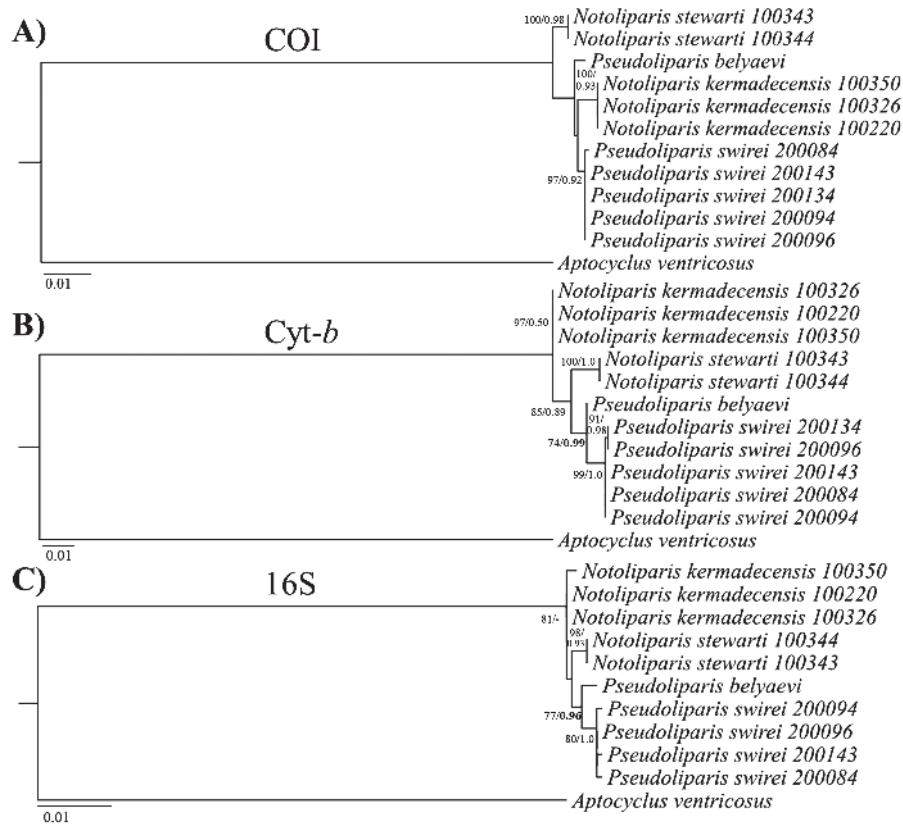 A)
COI
100/0.98
Notoliparis stewarti 100343
Notoliparis stewarti 100344
Pseudoliparis belyaevi
100/
0.93
Notoliparis kermadecensis 100350
Notoliparis kermadecensis 100326
Notoliparis kermadecensis 100220
Pseudoliparis swirei 200084
97/0.92
Pseudoliparis swirei 200143
Pseudoliparis swirei 200134
Pseudoliparis swirei 200094
Pseudoliparis swirei 200096
Aptocyclus ventricosus
0.01
B)
Cyt-b
Notoliparis kermadecensis 100326
Notoliparis kermadecensis 100220
97/0.50
Notoliparis kermadecensis 100350
100/1.0
Notoliparis stewarti 100343
Notoliparis stewarti 100344
85/0.89
Pseudoliparis belyaevi
91/
0.98
Pseudoliparis swirei 200134
74/0.99
Pseudoliparis swirei 200096
99/1.0
Pseudoliparis swirei 200143
Pseudoliparis swirei 200084
Pseudoliparis swirei 200094
Aptocyclus ventricosus
0.01
C)
16S
Notoliparis kermadecensis 100350
Notoliparis kermadecensis 100220
81/-
Notoliparis kermadecensis 100326
98/
0.93
Notoliparis stewarti 100344
Notoliparis stewarti 100343
Pseudoliparis belyaevi
77/0.96
Pseudoliparis swirei 200094
Pseudoliparis swirei 200096
80/1.0
Pseudoliparis swirei 200143
Pseudoliparis swirei 200084
Aptocyclus ventricosus
0.01